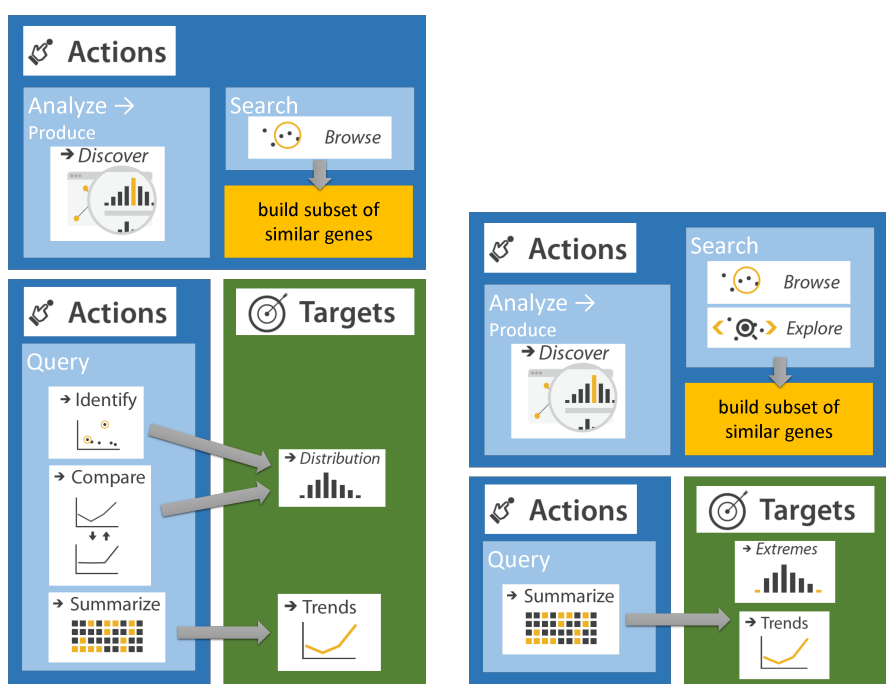 Actions
Analyze →
Produce
→ Discover
Search
Browse
build subset of
similar genes
Actions
Query
→ Identify
→ Compare
→ Summarize
Targets
→ Distribution
→ Trends
Actions
Analyze →
Produce
→ Discover
Search
Browse
Explore
build subset of
similar genes
Actions
Query
→ Summarize
Targets
→ Extremes
→ Trends